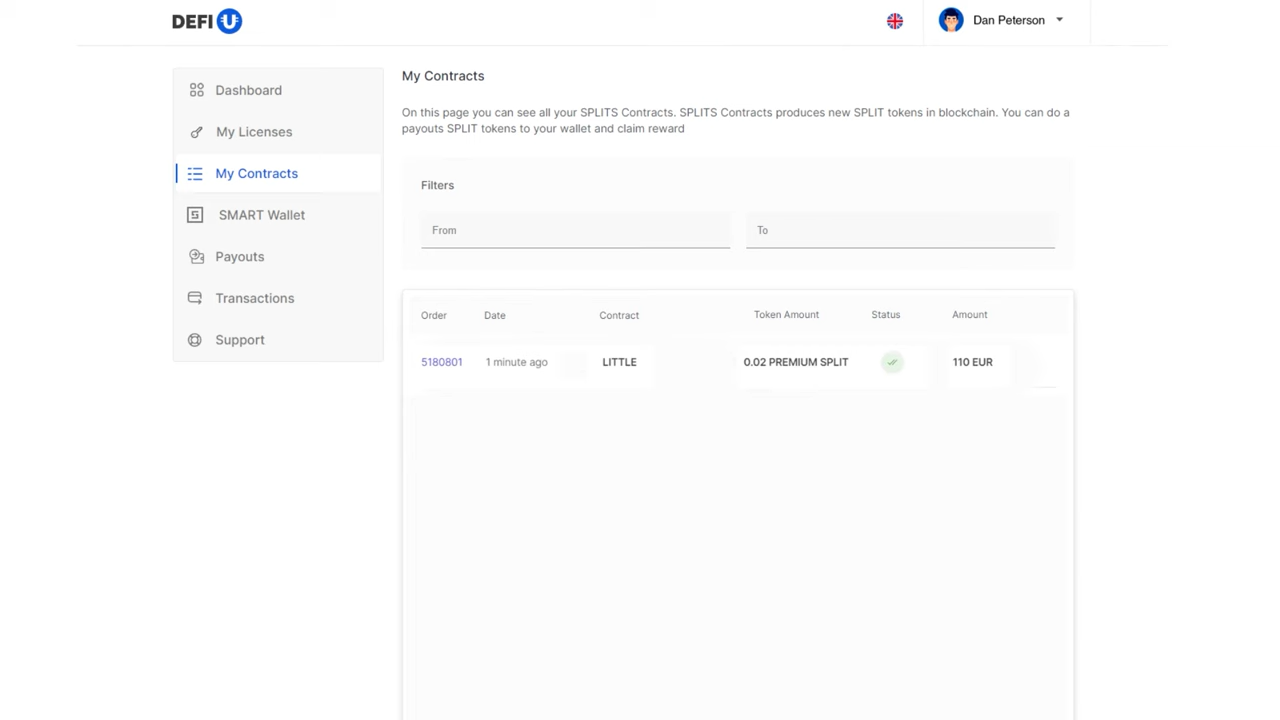 DEFI U
Dan Peterson
Dashboard
My Licenses
My Contracts
SMART Wallet
Payouts
Transactions
Support
My Contracts
On this page you can see all your SPLITS Contracts. SPLITS Contracts produces new SPLIT tokens in blockchain. You can do a
payouts SPLIT tokens to your wallet and claim reward
Filters
From To
Order Date Contract Token Amount Status Amount
5180801 1 minute ago LITTLE 0.02 PREMIUM SPLIT 110 EUR